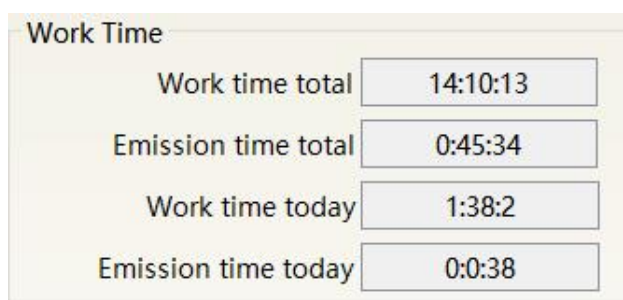 Work Time
Work time total 14:10:13
Emission time total 0:45:34
Work time today 1:38:2
Emission time today 0:0:38